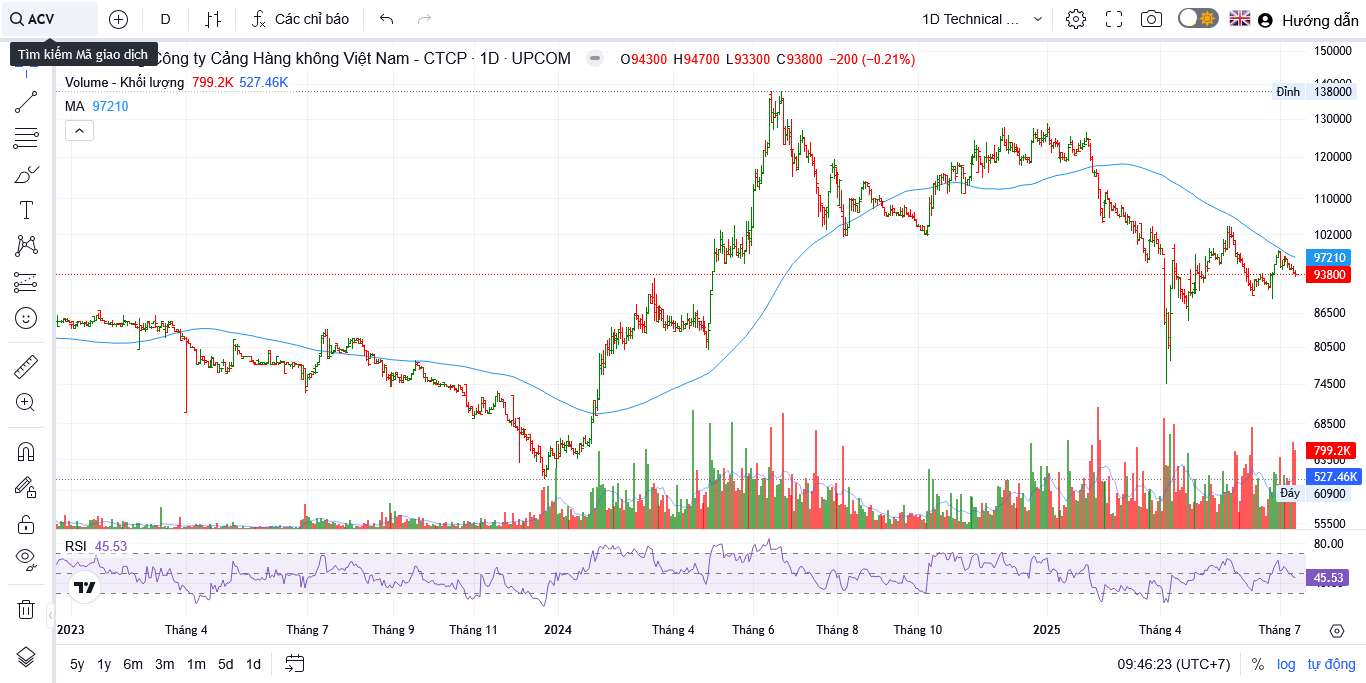 ACV
D
Các chỉ báo
1D Technical ...
Hướng dẫn
Tìm kiếm Mã giao dịch
Công ty Cảng Hàng không Việt Nam - CTCP · 1D · UPCOM
O94300 H94700 L93300 C93800 −200 (−0.21%)
Volume - Khối lượng 799.2K 527.46K
MA 97210
150000
140000
Đỉnh 138000
130000
120000
110000
102000
97210
93800
86500
80500
74500
68500
799.2K
63500
527.46K
Đáy 60900
55500
RSI 45.53
80.00
45.53
2023 Tháng 4 Tháng 7 Tháng 9 Tháng 11 2024 Tháng 4 Tháng 6 Tháng 8 Tháng 10 2025 Tháng 4 Tháng 7
5y 1y 6m 3m 1m 5d 1d
09:46:23 (UTC+7) % log tự động